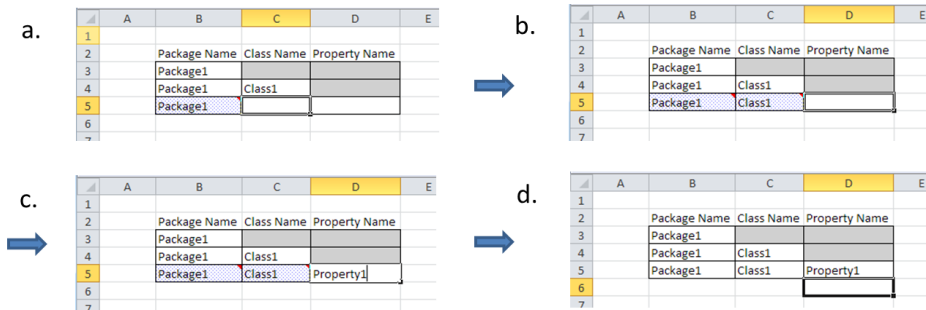 a.
A B C D E
1
2 Package Name Class Name Property Name
3 Package1
4 Package1 Class1
5 Package1
6
7
b.
A B C D E
1
2 Package Name Class Name Property Name
3 Package1
4 Package1 Class1
5 Package1 Class1
6
7
c.
A B C D E
1
2 Package Name Class Name Property Name
3 Package1
4 Package1 Class1
5 Package1 Class1 Property1
6
7
d.
A B C D E
1
2 Package Name Class Name Property Name
3 Package1
4 Package1 Class1
5 Package1 Class1 Property1
6
7